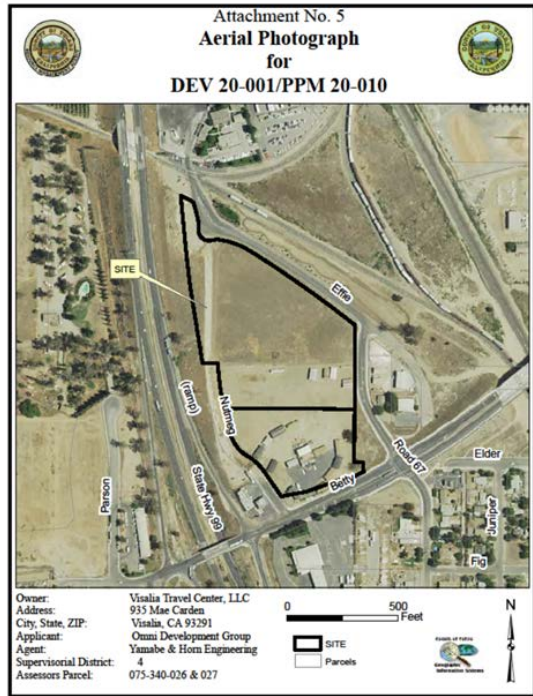 Attachment No. 5
Aerial Photograph
for
DEV 20-001/PPM 20-010
SITE
Effie
(ramp)
Nutmeg
State Hwy 99
Parson
Betty
Road 67
Elder
Juniper
Fig
Owner: Visalia Travel Center, LLC
Address: 935 Mae Carden
City, State, ZIP: Visalia, CA 93291
Applicant: Omni Development Group
Agent: Yamabe & Horn Engineering
Supervisorial District: 4
Assessors Parcel: 075-340-026 & 027
0 500
Feet
SITE
Parcels
N